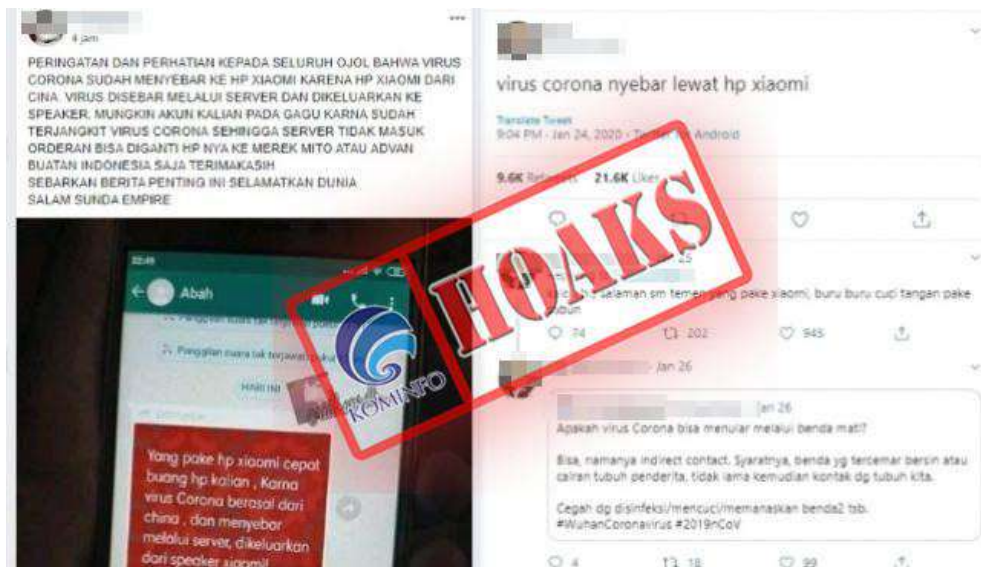 4 jam
PERINGATAN DAN PERHATIAN KEPADA SELURUH OJOL BAHWA VIRUS
CORONA SUDAH MENYEBAR KE HP XIAOMI KARENA HP XIAOMI DARI
CINA VIRUS DISEBAR MELALUI SERVER DAN DIKELUARKAN KE
SPEAKER. MUNGKIN AKUN KALIAN PADA GAGU KARNA SUDAH
TERJANGKIT VIRUS CORONA SEHINGGA SERVER TIDAK MASUK
ORDERAN BISA DIGANTI HP NYA KE MEREK MITO ATAU ADVAN
BUATAN INDONESIA SAJA TERIMAKASIH
SEBARKAN BERITA PENTING INI SELAMATKAN DUNIA
SALAM SUNDA EMPIRE
22:49
Abah
Panggilan suara tak terjawab pukul
HARI INI
Yang pake hp xiaomi cepat
buang hp kalian , Karna
virus Corona berasal dari
china , dan menyebar
melalui server, dikeluarkan
dari speaker xiaomi!
HOAKS
KOMINFO
virus corona nyebar lewat hp xiaomi
Translate Tweet
9:04 PM · Jan 24, 2020 · Twitter for Android
9.6K Retweets 21.6K Likes
25
salaman sm temen yang pake xiaomi, buru buru cuci tangan pake
74 202 945
Jan 26
Jan 26
Apakah virus Corona bisa menular melalui benda mati?
Bisa, namanya indirect contact. Syaratnya, benda yg tercemar bersin atau
cairan tubuh penderita, tidak lama kemudian kontak dg tubuh kita.
Cegah dg disinfeksi/mencuci/memanaskan benda2 tsb.
#WuhanCoronavirus #2019nCoV
4 18 99